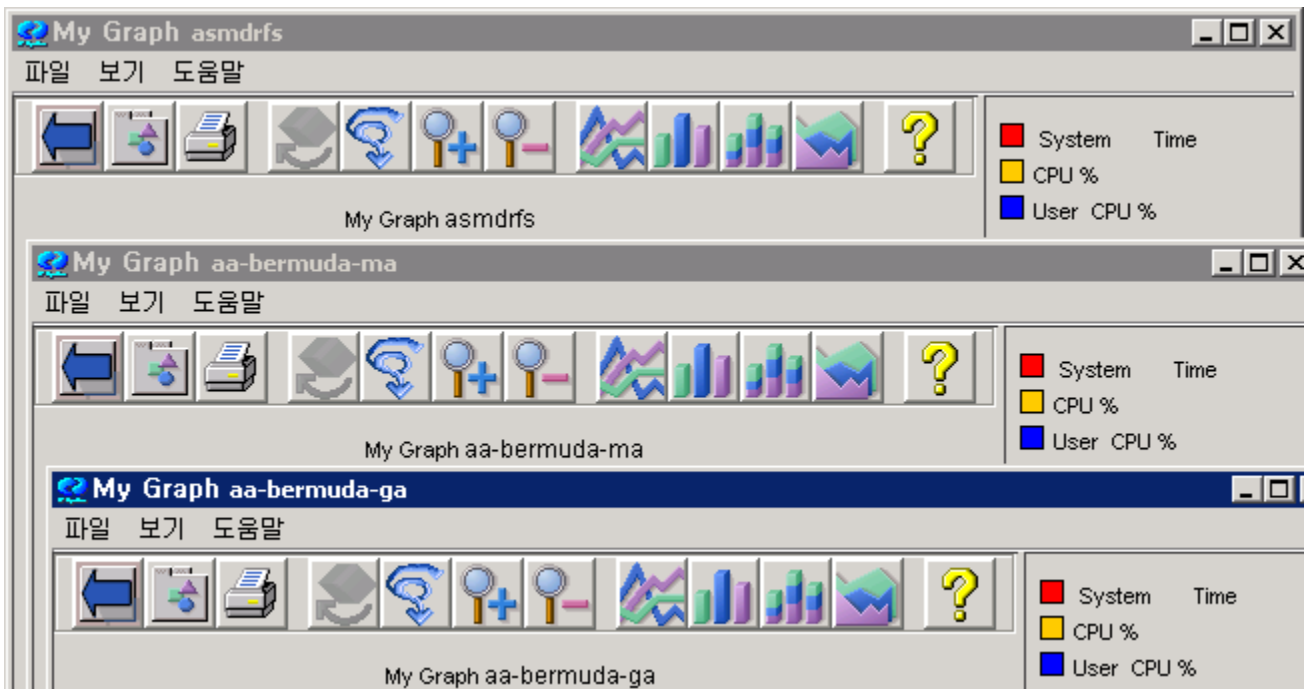 My Graph asmdrfs
파일 보기 도움말
System Time
CPU %
User CPU %
My Graph asmdrfs
My Graph aa-bermuda-ma
파일 보기 도움말
System Time
CPU %
User CPU %
My Graph aa-bermuda-ma
My Graph aa-bermuda-ga
파일 보기 도움말
System Time
CPU %
User CPU %
My Graph aa-bermuda-ga